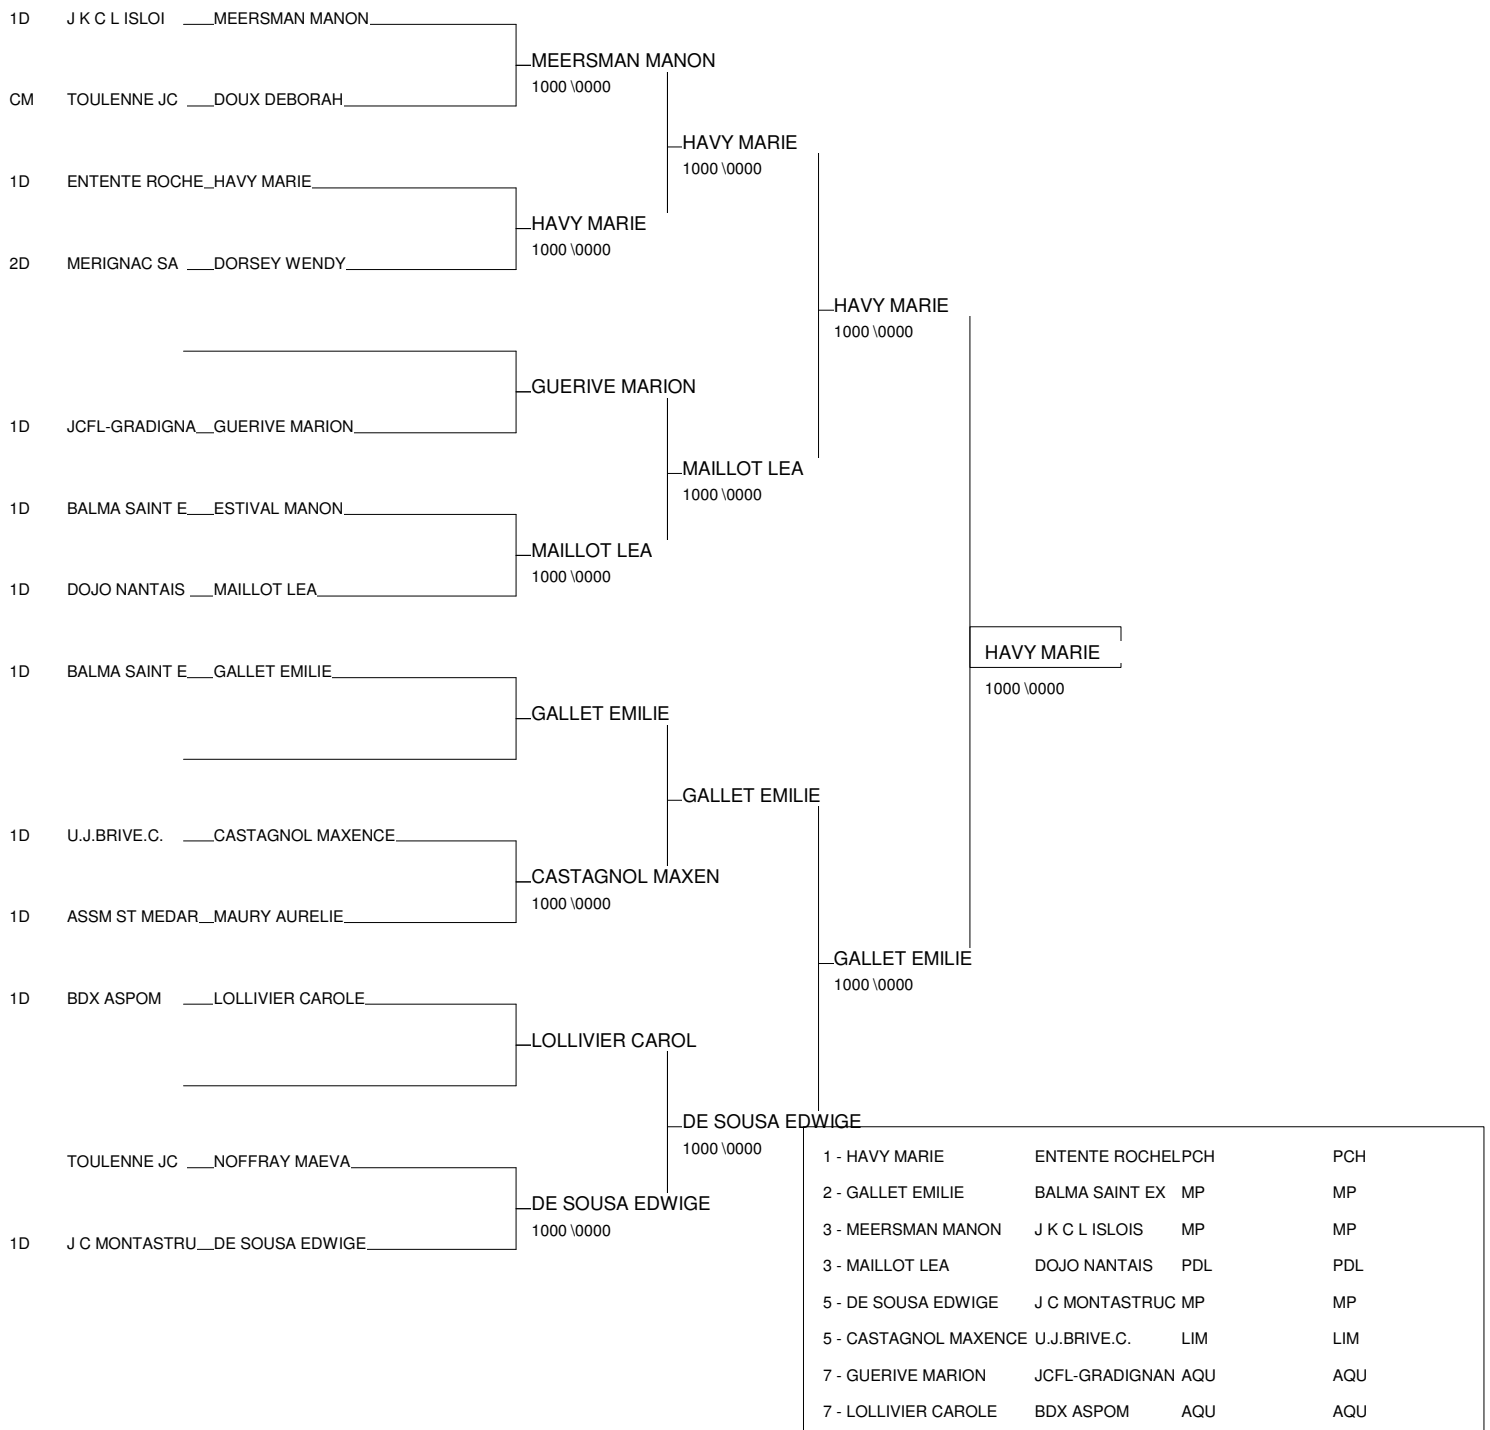 1D J K C L ISLOI MEERSMAN MANON
MEERSMAN MANON
1000 \0000
CM TOULENNE JC DOUX DEBORAH
HAVY MARIE
1000 \0000
1D ENTENTE ROCHE HAVY MARIE
HAVY MARIE
1000 \0000
2D MERIGNAC SA DORSEY WENDY
HAVY MARIE
1000 \0000
GUERIVE MARION
1D JCFL-GRADIGNA GUERIVE MARION
MAILLOT LEA
1000 \0000
1D BALMA SAINT E ESTIVAL MANON
MAILLOT LEA
1000 \0000
1D DOJO NANTAIS MAILLOT LEA
HAVY MARIE
1000 \0000
1D BALMA SAINT E GALLET EMILIE
GALLET EMILIE
GALLET EMILIE
1D U.J.BRIVE.C. CASTAGNOL MAXENCE
CASTAGNOL MAXEN
1000 \0000
1D ASSM ST MEDAR MAURY AURELIE
GALLET EMILIE
1000 \0000
1D BDX ASPOM LOLLIVIER CAROLE
LOLLIVIER CAROL
DE SOUSA EDWIGE
1000 \0000
TOULENNE JC NOFFRAY MAEVA
DE SOUSA EDWIGE
1000 \0000
1D J C MONTASTRU DE SOUSA EDWIGE
1 - HAVY MARIE ENTENTE ROCHEL PCH PCH
2 - GALLET EMILIE BALMA SAINT EX MP MP
3 - MEERSMAN MANON J K C L ISLOIS MP MP
3 - MAILLOT LEA DOJO NANTAIS PDL PDL
5 - DE SOUSA EDWIGE J C MONTASTRUC MP MP
5 - CASTAGNOL MAXENCE U.J.BRIVE.C. LIM LIM
7 - GUERIVE MARION JCFL-GRADIGNAN AQU AQU
7 - LOLLIVIER CAROLE BDX ASPOM AQU AQU